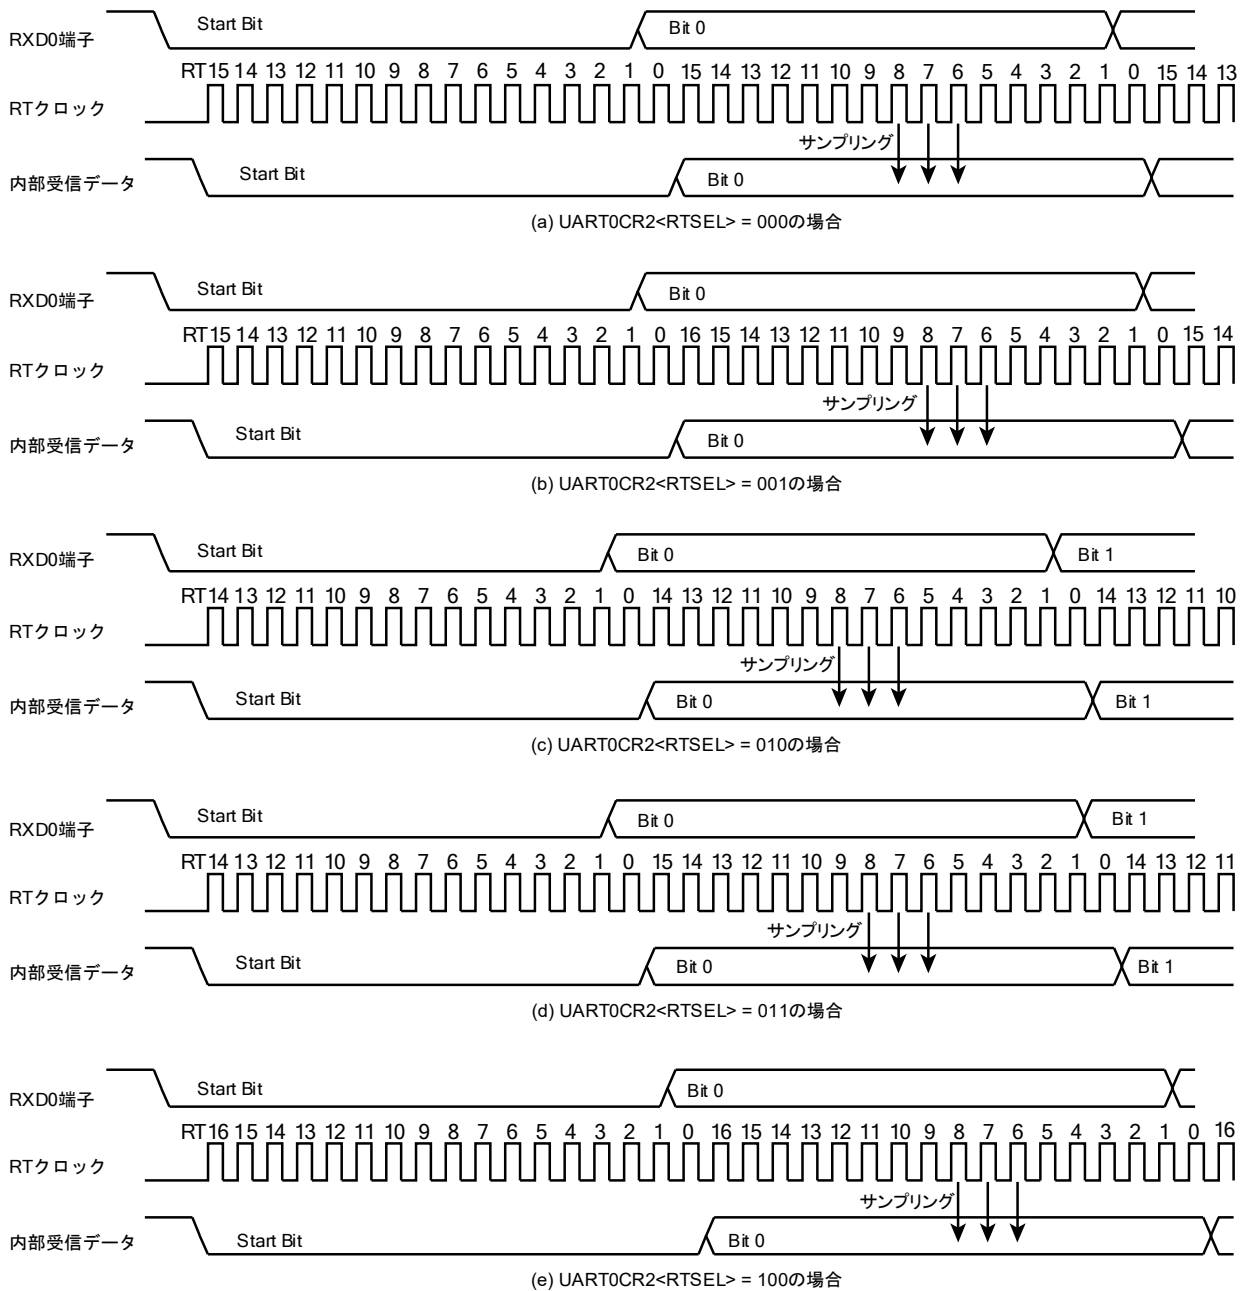 RXD0端子 Start Bit Bit 0
RT15 14 13 12 11 10 9 8 7 6 5 4 3 2 1 0 15 14 13 12 11 10 9 8 7 6 5 4 3 2 1 0 15 14 13
RTクロック
サンプリング
内部受信データ Start Bit Bit 0
(a) UART0CR2<RTSEL> = 000の場合
RXD0端子 Start Bit Bit 0
RT15 14 13 12 11 10 9 8 7 6 5 4 3 2 1 0 16 15 14 13 12 11 10 9 8 7 6 5 4 3 2 1 0 15 14
RTクロック
サンプリング
内部受信データ Start Bit Bit 0
(b) UART0CR2<RTSEL> = 001の場合
RXD0端子 Start Bit Bit 0 Bit 1
RT14 13 12 11 10 9 8 7 6 5 4 3 2 1 0 14 13 12 11 10 9 8 7 6 5 4 3 2 1 0 14 13 12 11 10
RTクロック
サンプリング
内部受信データ Start Bit Bit 0 Bit 1
(c) UART0CR2<RTSEL> = 010の場合
RXD0端子 Start Bit Bit 0 Bit 1
RT14 13 12 11 10 9 8 7 6 5 4 3 2 1 0 15 14 13 12 11 10 9 8 7 6 5 4 3 2 1 0 14 13 12 11
RTクロック
サンプリング
内部受信データ Start Bit Bit 0 Bit 1
(d) UART0CR2<RTSEL> = 011の場合
RXD0端子 Start Bit Bit 0
RT16 15 14 13 12 11 10 9 8 7 6 5 4 3 2 1 0 16 15 14 13 12 11 10 9 8 7 6 5 4 3 2 1 0 16
RTクロック
サンプリング
内部受信データ Start Bit Bit 0
(e) UART0CR2<RTSEL> = 100の場合